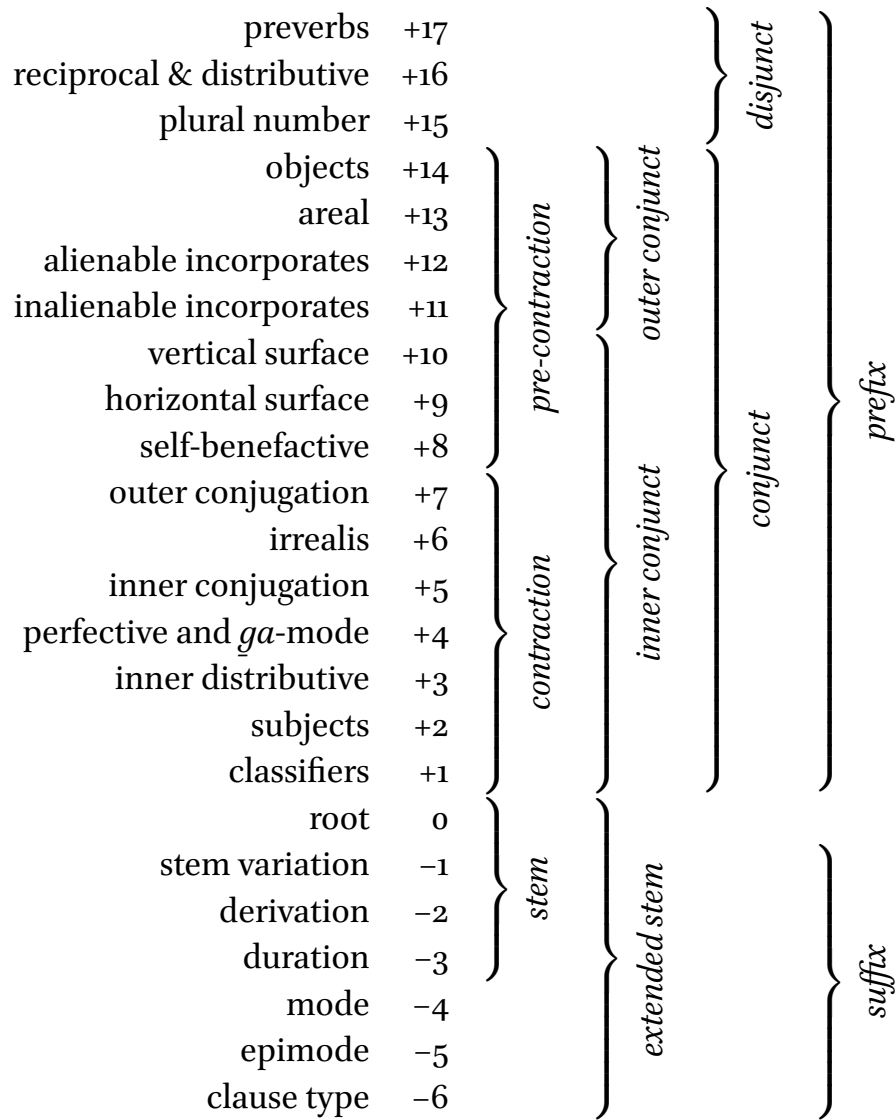 preverbs +17
reciprocal & distributive +16
plural number +15
objects +14
areal +13
alienable incorporates +12
inalienable incorporates +11
vertical surface +10
horizontal surface +9
self-benefactive +8
outer conjugation +7
irrealis +6
inner conjugation +5
perfective and g̱a-mode +4
inner distributive +3
subjects +2
classifiers +1
root 0
stem variation −1
derivation −2
duration −3
mode −4
epimode −5
clause type −6
pre-contraction
contraction
stem
outer conjunct
inner conjunct
extended stem
disjunct
conjunct
prefix
suffix